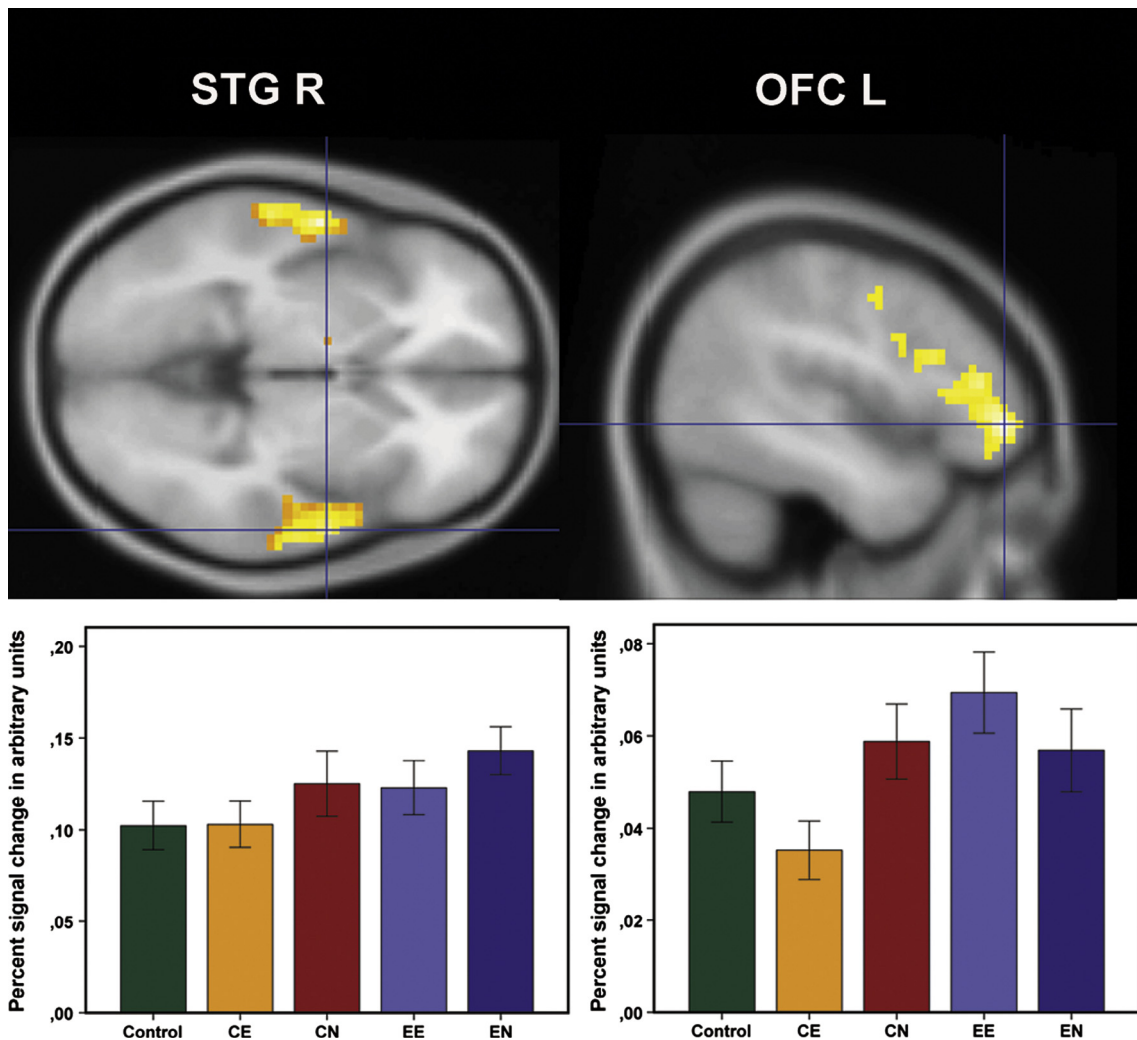 STG R
OFC L
Percent signal change in arbitrary units
,20
,15
,10
,05
,00
Control CE CN EE EN
Percent signal change in arbitrary units
,08
,06
,04
,02
,00
Control CE CN EE EN